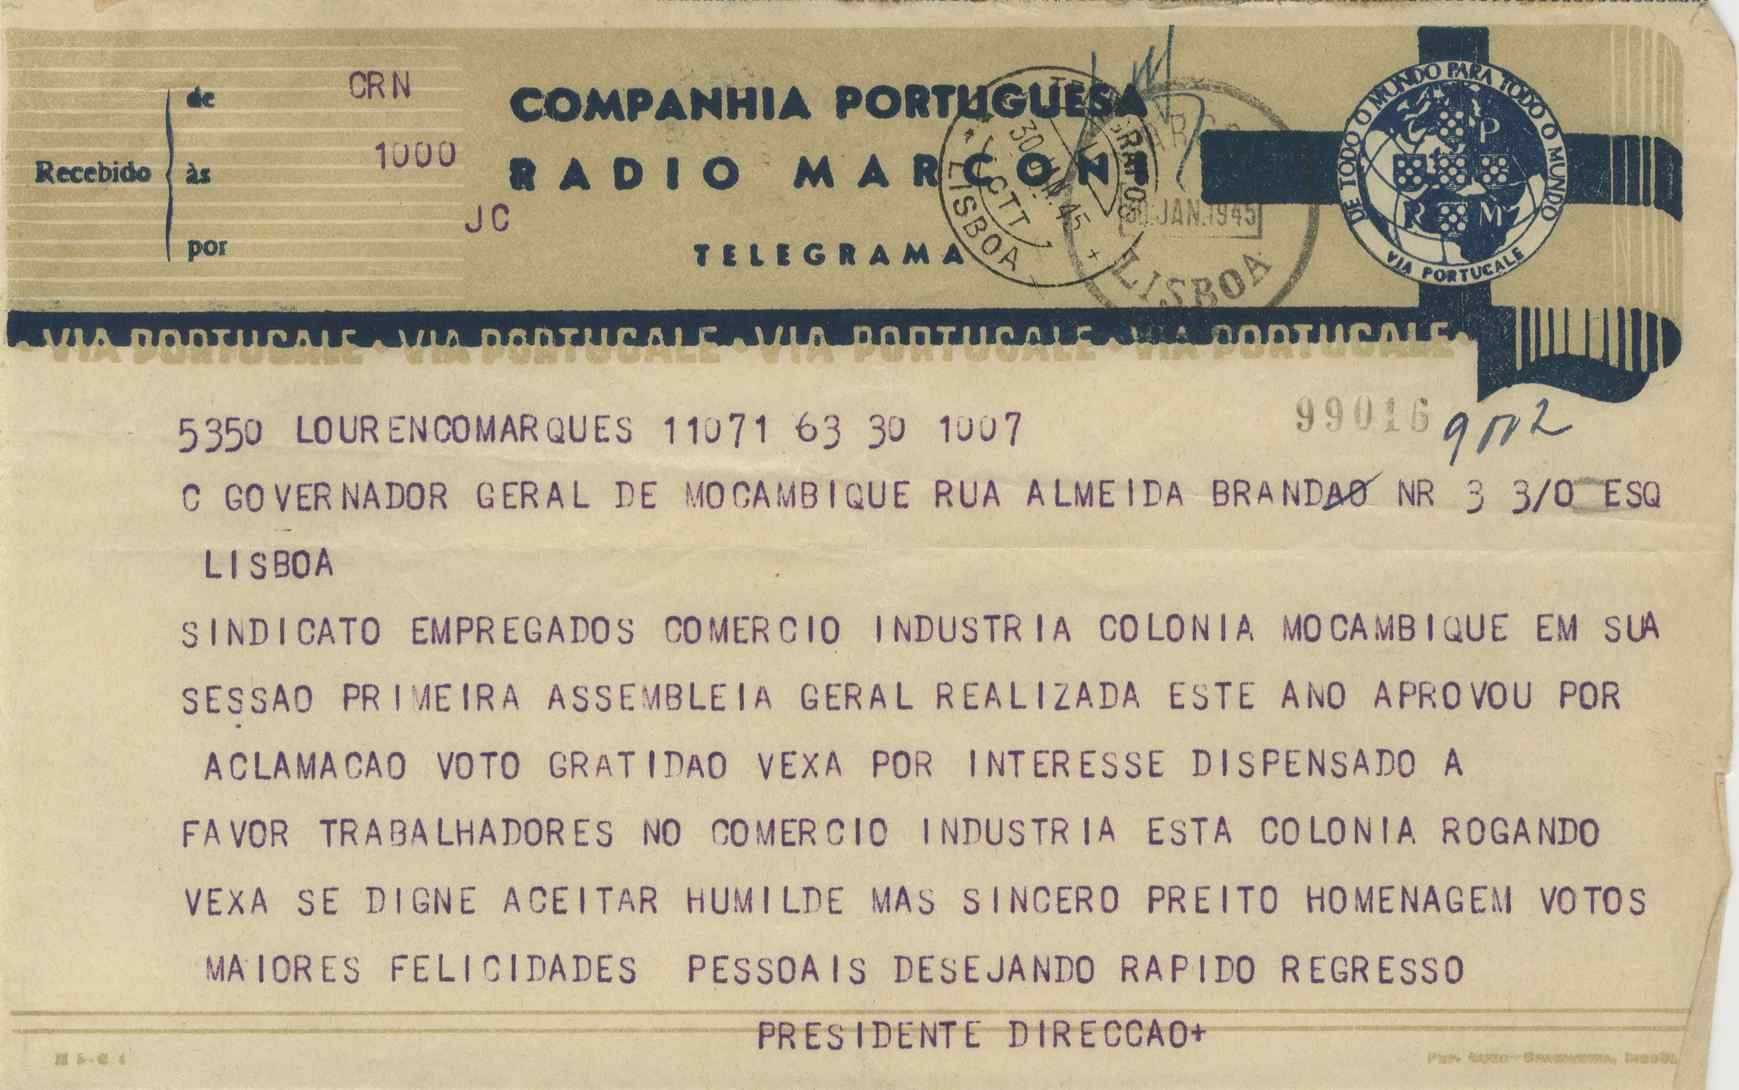 Recebido
de CRN
às 1000
JC
por
COMPANHIA PORTUGUESA
RADIO MARCONI
TELEGRAMA
LISBOA
CTT
30 JAN. 45
30 JAN. 1945
LISBOA
DE TODO O MUNDO PARA TODO O MUNDO
C P
R M
VIA PORTUCALE
VIA PORTUCALE • VIA PORTUCALE • VIA PORTUCALE • VIA PORTUCALE
99016
5350 LOURENCOMARQUES 11071 63 30 1007
C GOVERNADOR GERAL DE MOCAMBIQUE RUA ALMEIDA BRANDAO NR 3 3/O ESQ
LISBOA
SINDICATO EMPREGADOS COMERCIO INDUSTRIA COLONIA MOCAMBIQUE EM SUA
SESSAO PRIMEIRA ASSEMBLEIA GERAL REALIZADA ESTE ANO APROVOU POR
ACLAMACAO VOTO GRATIDAO VEXA POR INTERESSE DISPENSADO A
FAVOR TRABALHADORES NO COMERCIO INDUSTRIA ESTA COLONIA ROGANDO
VEXA SE DIGNE ACEITAR HUMILDE MAS SINCERO PREITO HOMENAGEM VOTOS
MAIORES FELICIDADES PESSOAIS DESEJANDO RAPIDO REGRESSO
PRESIDENTE DIRECCAO+